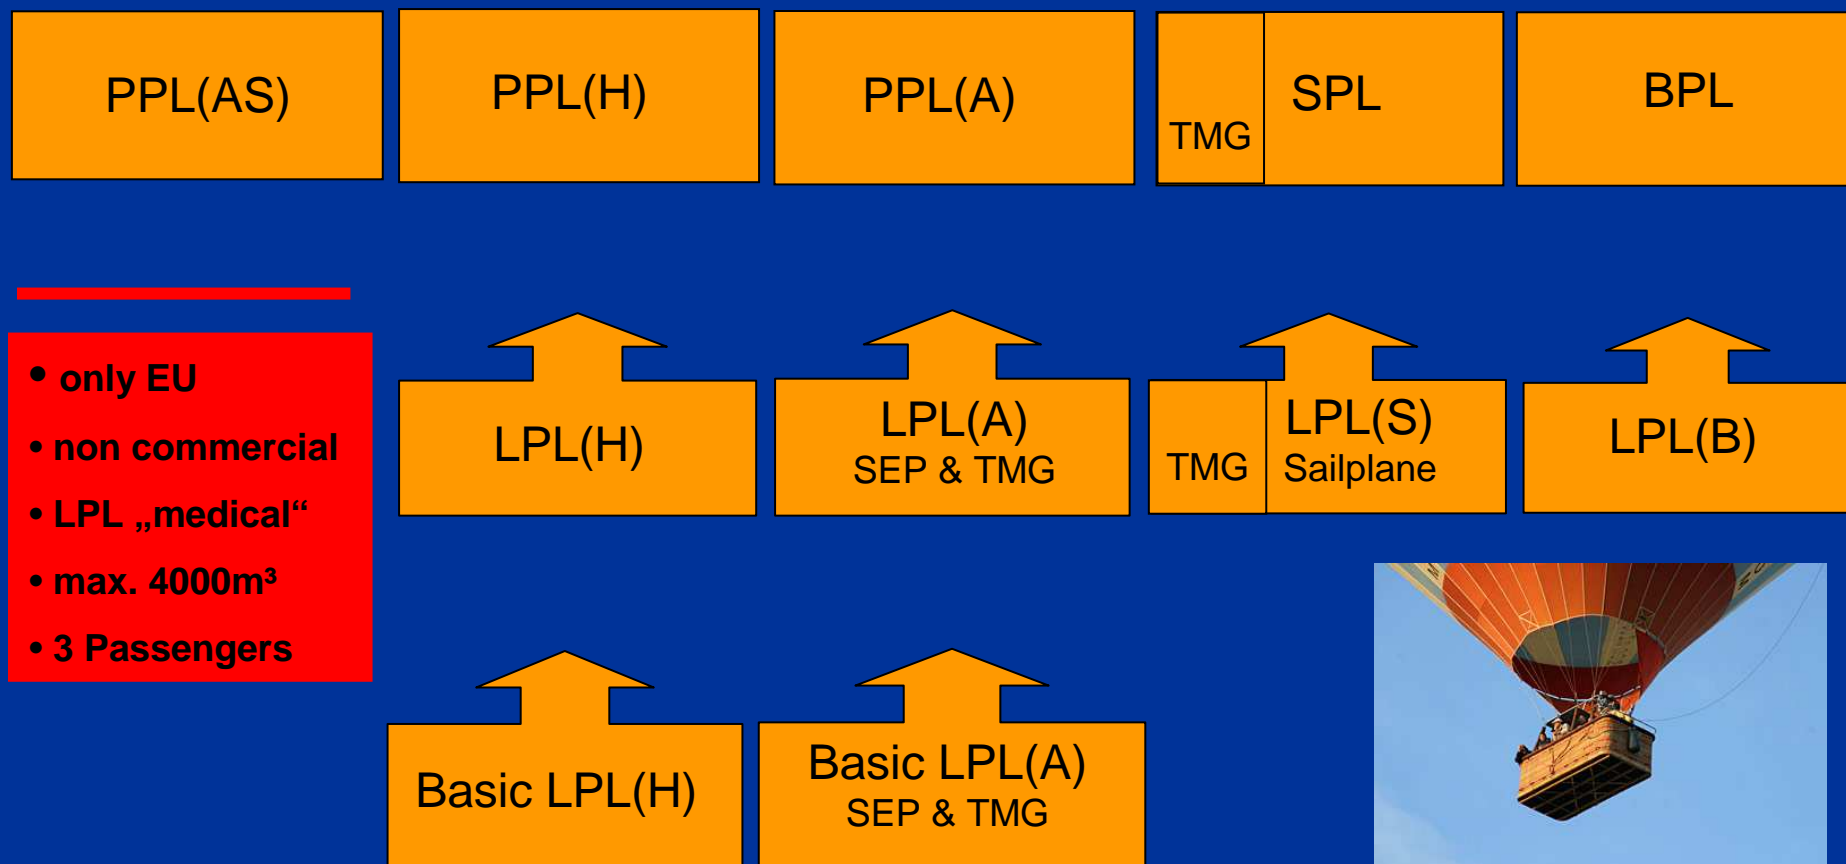 PPL(AS)
PPL(H)
PPL(A)
TMG
SPL
BPL
• only EU
• non commercial
• LPL „medical“
• max. 4000m³
• 3 Passengers
LPL(H)
LPL(A)
SEP & TMG
TMG
LPL(S)
Sailplane
LPL(B)
Basic LPL(H)
Basic LPL(A)
SEP & TMG